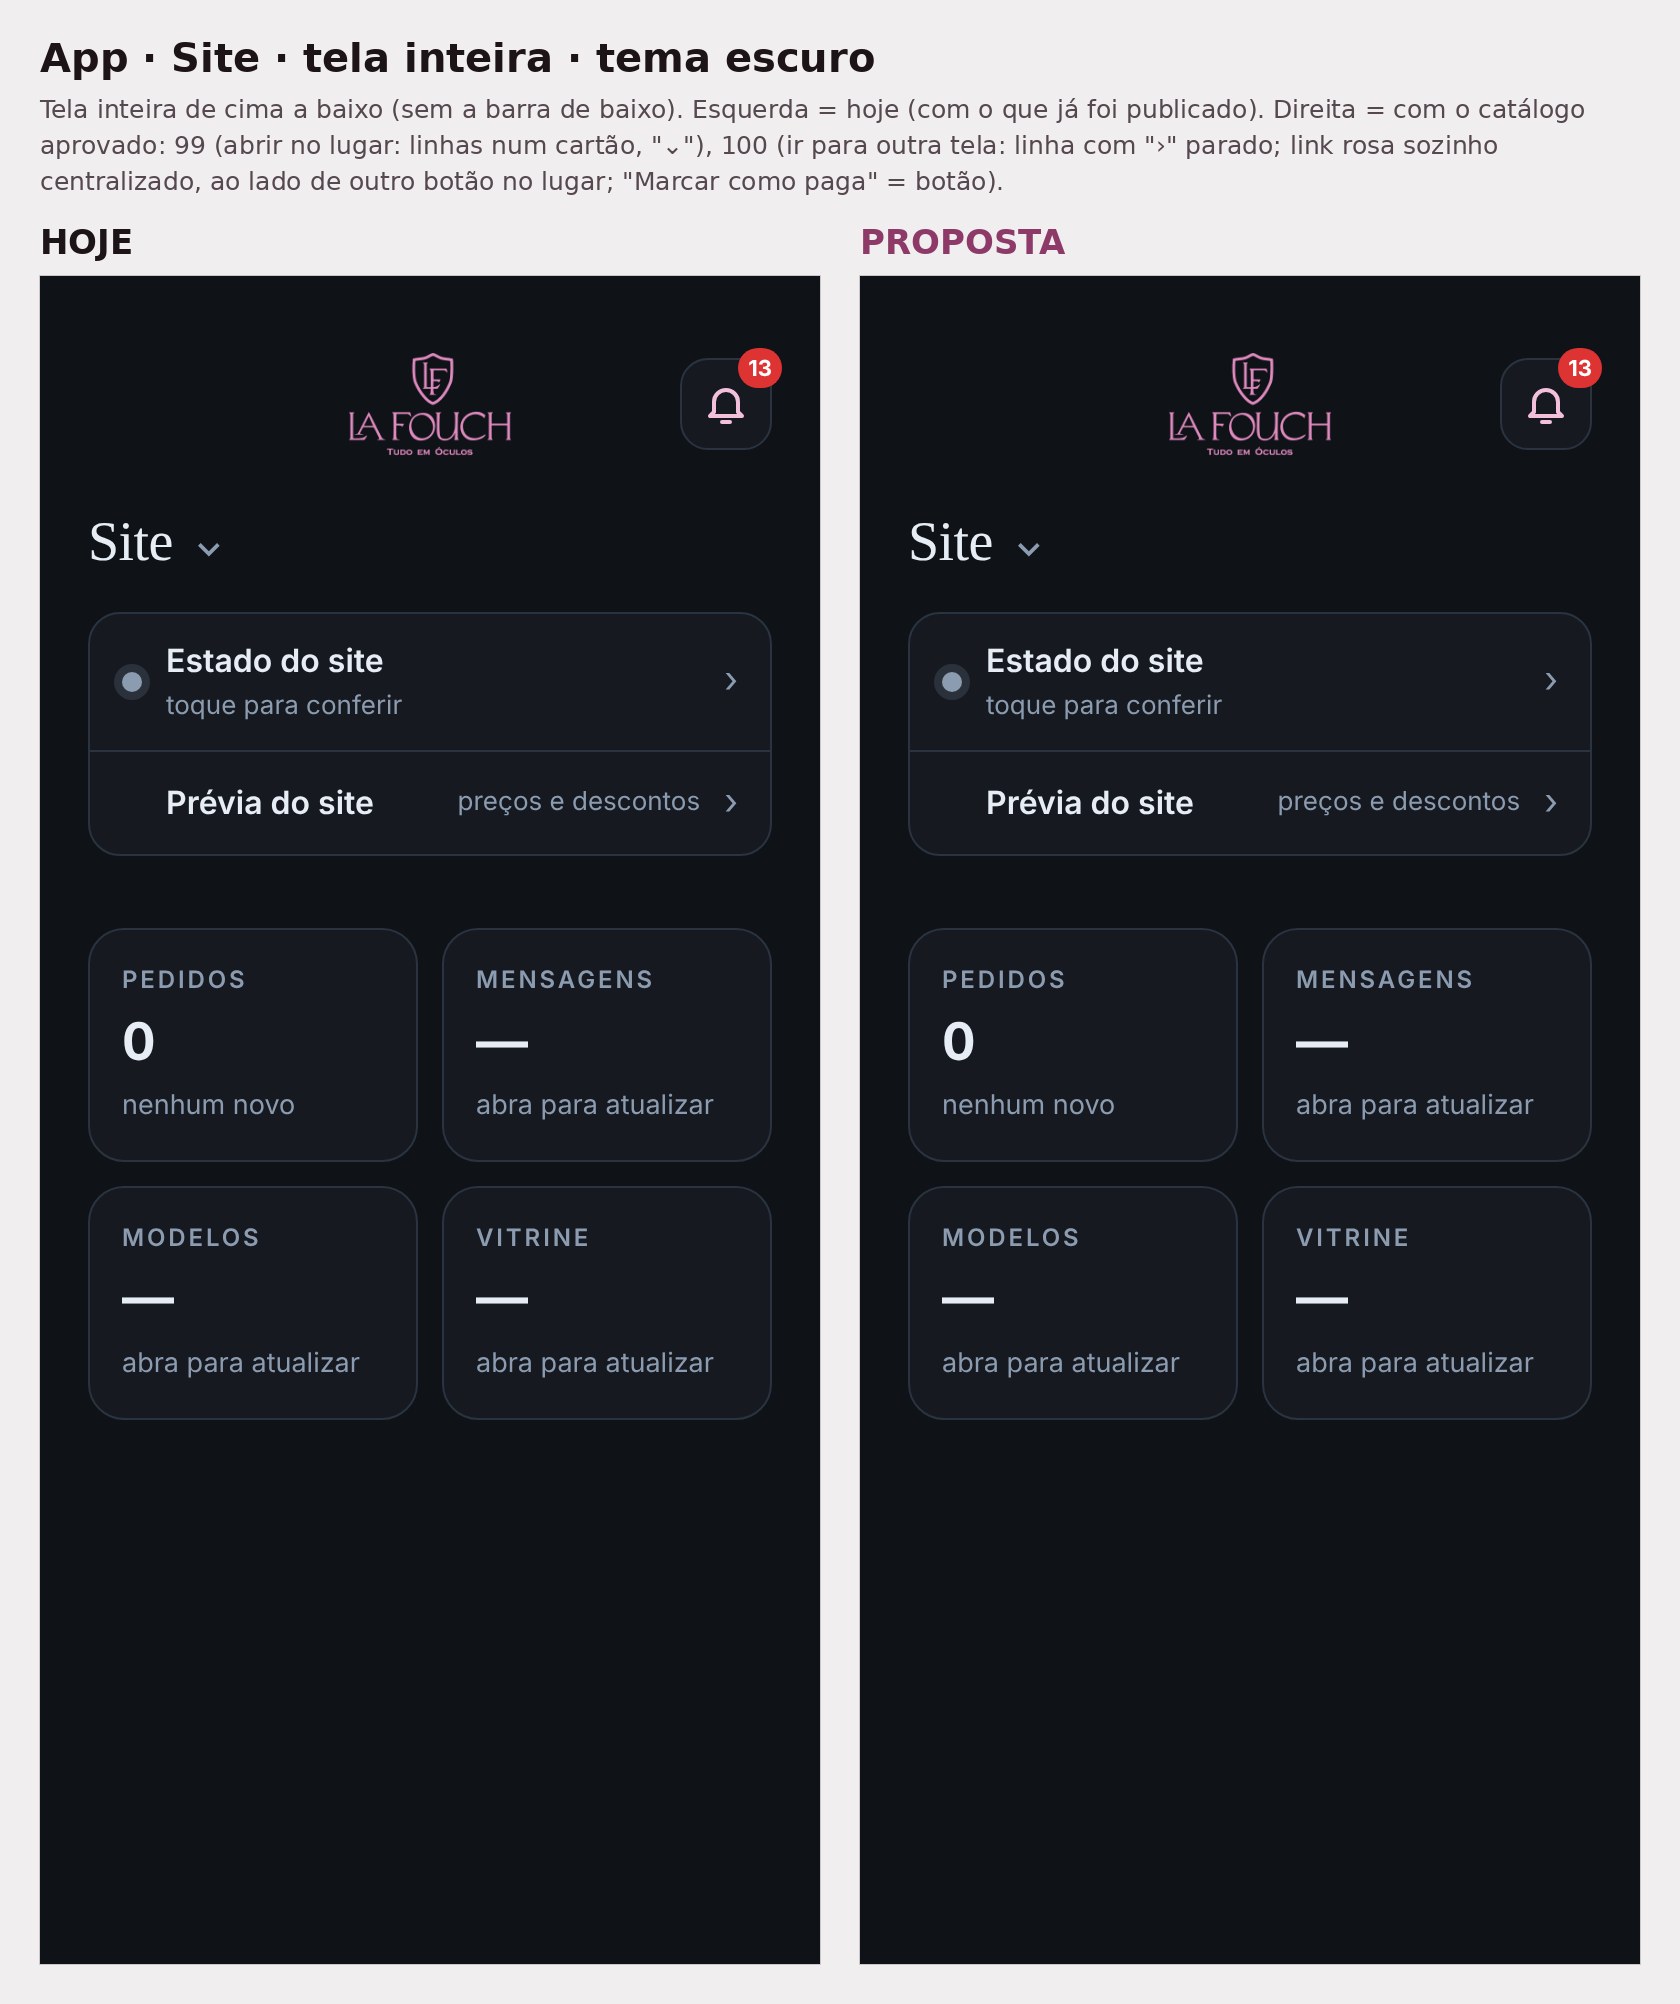 App · Site · tela inteira · tema escuro
Tela inteira de cima a baixo (sem a barra de baixo). Esquerda = hoje (com o que já foi publicado). Direita = com o catálogo
aprovado: 99 (abrir no lugar: linhas num cartão, "⌄"), 100 (ir para outra tela: linha com "›" parado; link rosa sozinho
centralizado, ao lado de outro botão no lugar; "Marcar como paga" = botão).
HOJE
LF
LA FOUCH
TUDO EM ÓCULOS
13
Site
Estado do site
toque para conferir
Prévia do site preços e descontos
PEDIDOS
0
nenhum novo
MENSAGENS
—
abra para atualizar
MODELOS
—
abra para atualizar
VITRINE
—
abra para atualizar
PROPOSTA
LF
LA FOUCH
TUDO EM ÓCULOS
13
Site
Estado do site
toque para conferir
Prévia do site preços e descontos
PEDIDOS
0
nenhum novo
MENSAGENS
—
abra para atualizar
MODELOS
—
abra para atualizar
VITRINE
—
abra para atualizar